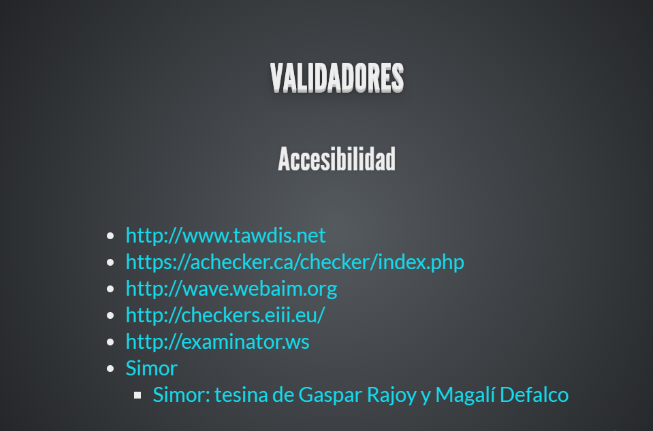 VALIDADORES
Accesibilidad
http://www.tawdis.net
https://achecker.ca/checker/index.php
http://wave.webaim.org
http://checkers.eiii.eu/
http://examinator.ws
Simor
Simor: tesina de Gaspar Rajoy y Magalí Defalco